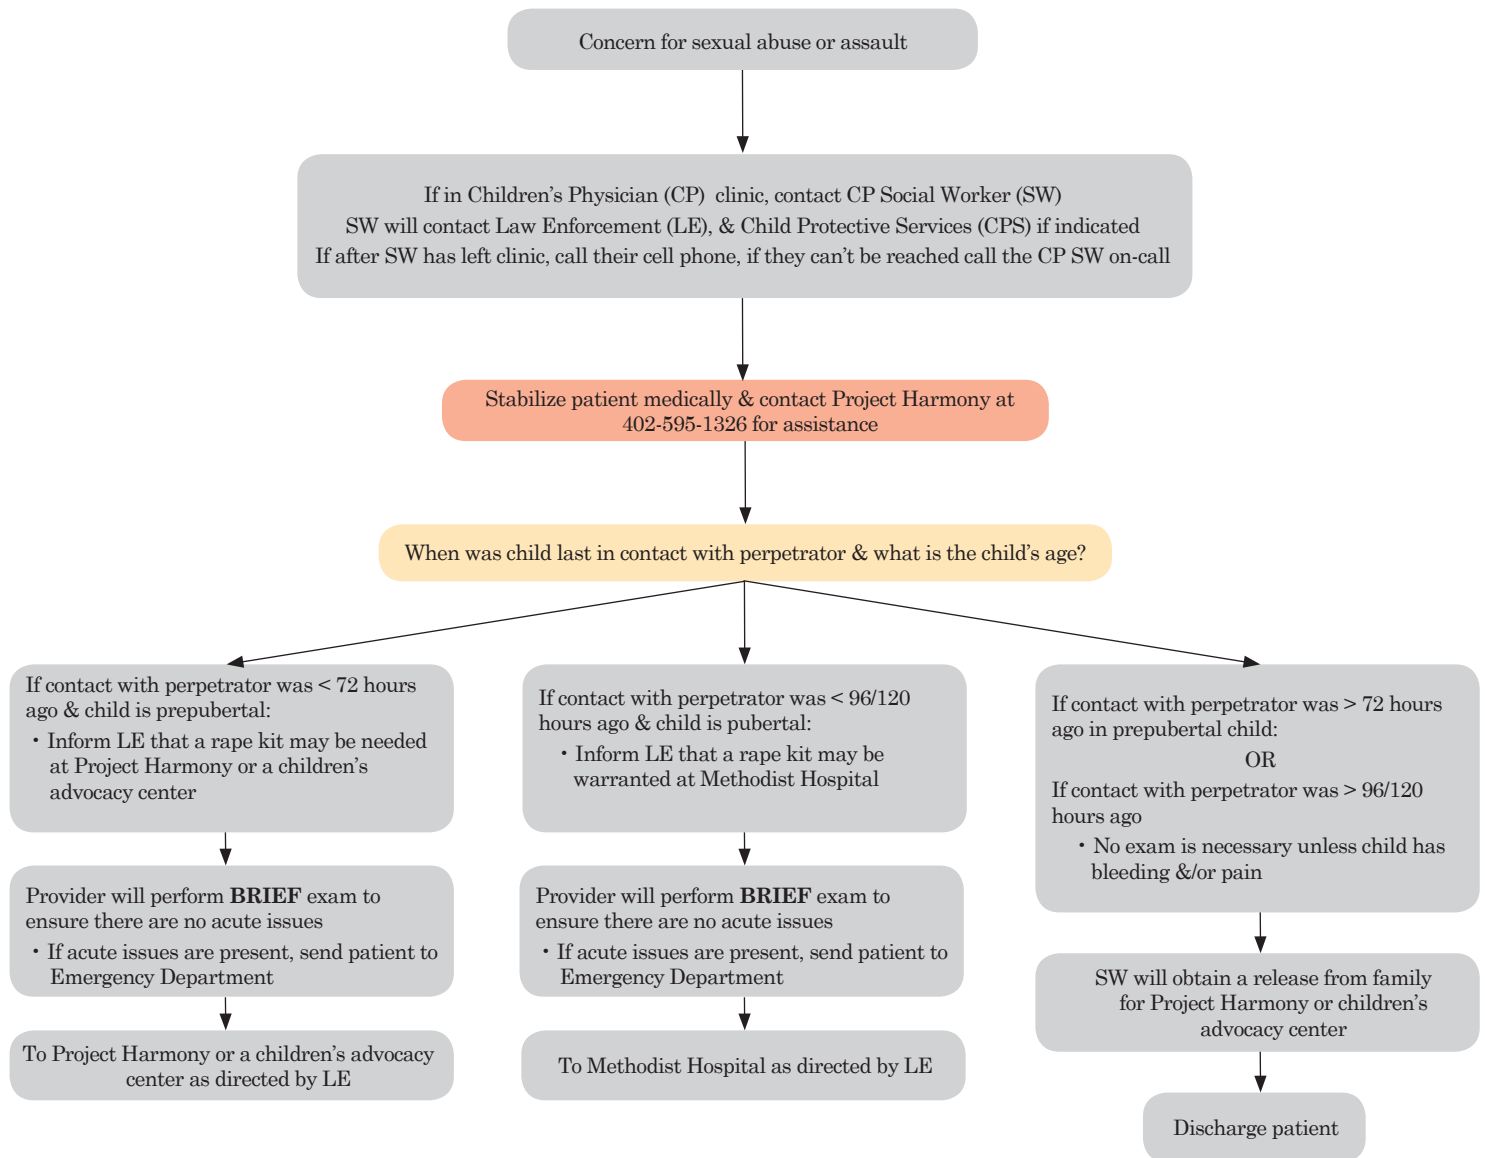 Concern for sexual abuse or assault
If in Children’s Physician (CP) clinic, contact CP Social Worker (SW)
SW will contact Law Enforcement (LE), & Child Protective Services (CPS) if indicated
If after SW has left clinic, call their cell phone, if they can’t be reached call the CP SW on-call
Stabilize patient medically & contact Project Harmony at
402-595-1326 for assistance
When was child last in contact with perpetrator & what is the child’s age?
If contact with perpetrator was < 72 hours
ago & child is prepubertal:
• Inform LE that a rape kit may be needed
at Project Harmony or a children’s
advocacy center
Provider will perform BRIEF exam to
ensure there are no acute issues
• If acute issues are present, send patient to
Emergency Department
To Project Harmony or a children’s advocacy
center as directed by LE
If contact with perpetrator was < 96/120
hours ago & child is pubertal:
• Inform LE that a rape kit may be
warranted at Methodist Hospital
Provider will perform BRIEF exam to
ensure there are no acute issues
• If acute issues are present, send patient to
Emergency Department
To Methodist Hospital as directed by LE
If contact with perpetrator was > 72 hours
ago in prepubertal child:
OR
If contact with perpetrator was > 96/120
hours ago
• No exam is necessary unless child has
bleeding &/or pain
SW will obtain a release from family
for Project Harmony or children’s
advocacy center
Discharge patient